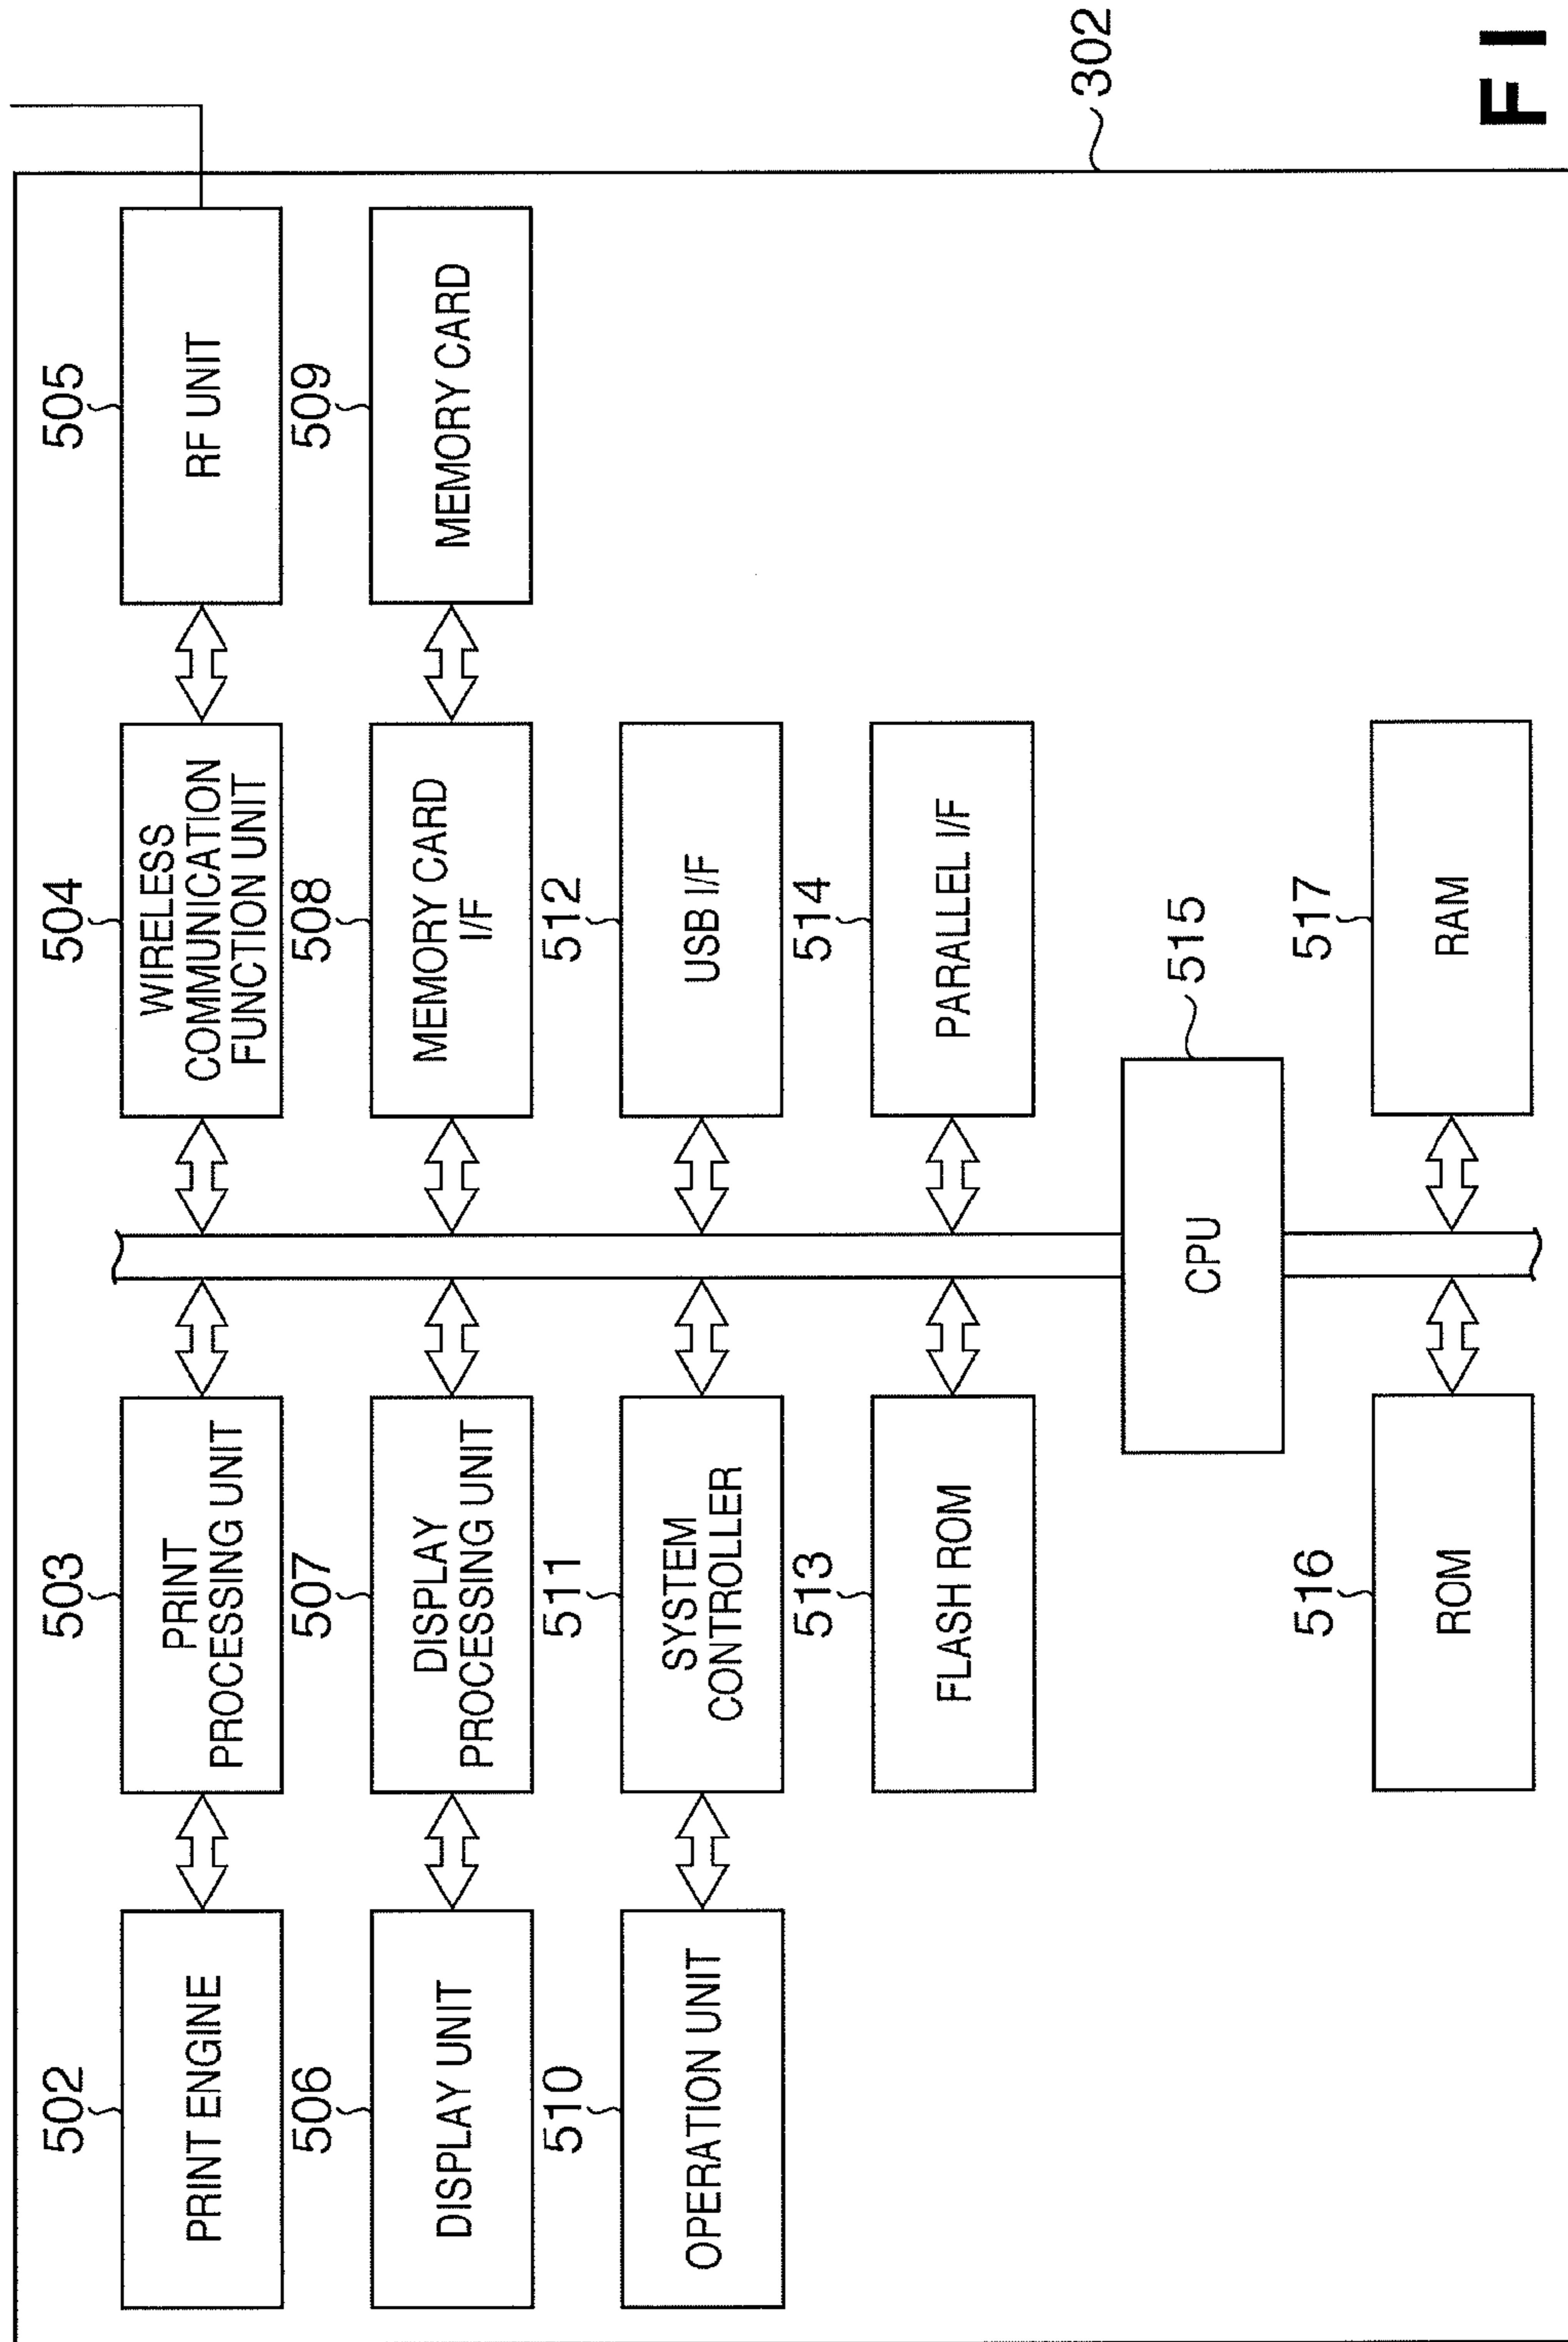 502
503
504
505
PRINT ENGINE
PRINT
PROCESSING UNIT
WIRELESS
COMMUNICATION
FUNCTION UNIT
RF UNIT
506
507
508
509
DISPLAY UNIT
DISPLAY
PROCESSING UNIT
MEMORY CARD
I/F
MEMORY CARD
510
511
512
OPERATION UNIT
SYSTEM
CONTROLLER
USB I/F
513
514
FLASH ROM
PARALLEL I/F
302
515
CPU
516
517
ROM
RAM
F I